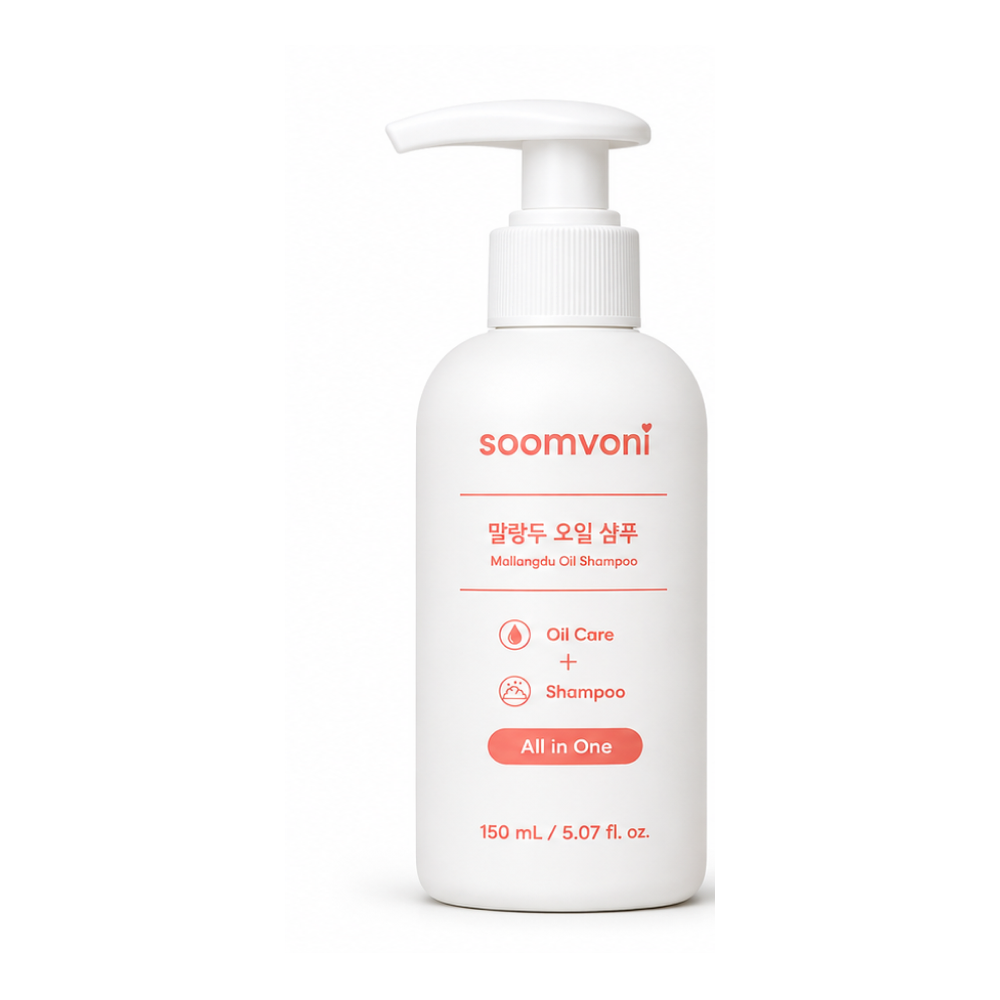 soomvoni
말랑두 오일 샴푸
Mallangdu Oil Shampoo
Oil Care
+
Shampoo
All in One
150 mL / 5.07 fl. oz.